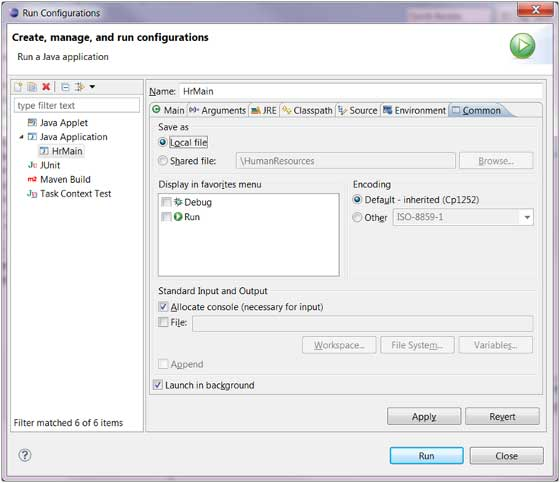 Run Configurations
Create, manage, and run configurations
Run a Java application
type filter text
Java Applet
Java Application
HrMain
JUnit
Maven Build
Task Context Test
Filter matched 6 of 6 items
Name: HrMain
Main Arguments JRE Classpath Source Environment Common
Save as
Local file
Shared file: \HumanResources Browse...
Display in favorites menu
Debug
Run
Encoding
Default - inherited (Cp1252)
Other ISO-8859-1
Standard Input and Output
Allocate console (necessary for input)
File:
Workspace... File System... Variables...
Append
Launch in background
Apply Revert
Run Close